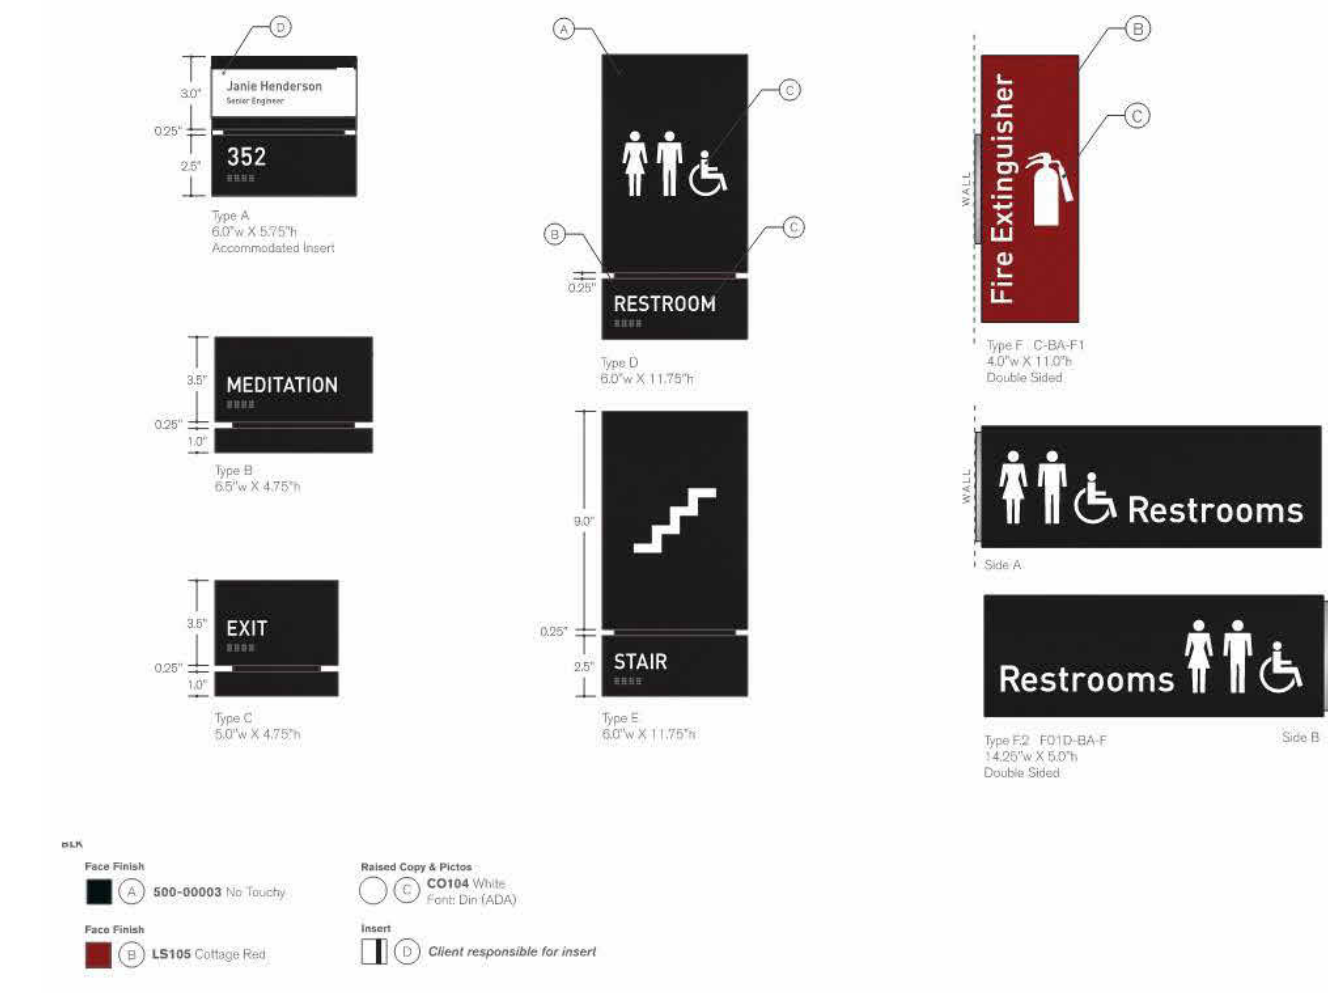 D
3.0"
Janie Henderson
Senior Engineer
0.25"
2.5"
352
Type A
6.0"w X 5.75"h
Accommodated Insert
3.5"
MEDITATION
0.25"
1.0"
Type B
6.5"w X 4.75"h
3.5"
EXIT
0.25"
1.0"
Type C
5.0"w X 4.75"h
A
C
B
C
0.25"
RESTROOM
Type D
6.0"w X 11.75"h
9.0"
0.25"
2.5"
STAIR
Type E
6.0"w X 11.75"h
B
C
WALL
Fire Extinguisher
Type F C-BA-F1
4.0"w X 11.0"h
Double Sided
WALL
Restrooms
Side A
Restrooms
Type F.2 F01D-BA-F
Side B
14.25"w X 5.0"h
Double Sided
BLK
Face Finish
A 500-00003 No Touchy
Face Finish
B LS105 Cottage Red
Raised Copy & Pictos
C CO104 White
Font: Din (ADA)
Insert
D Client responsible for insert